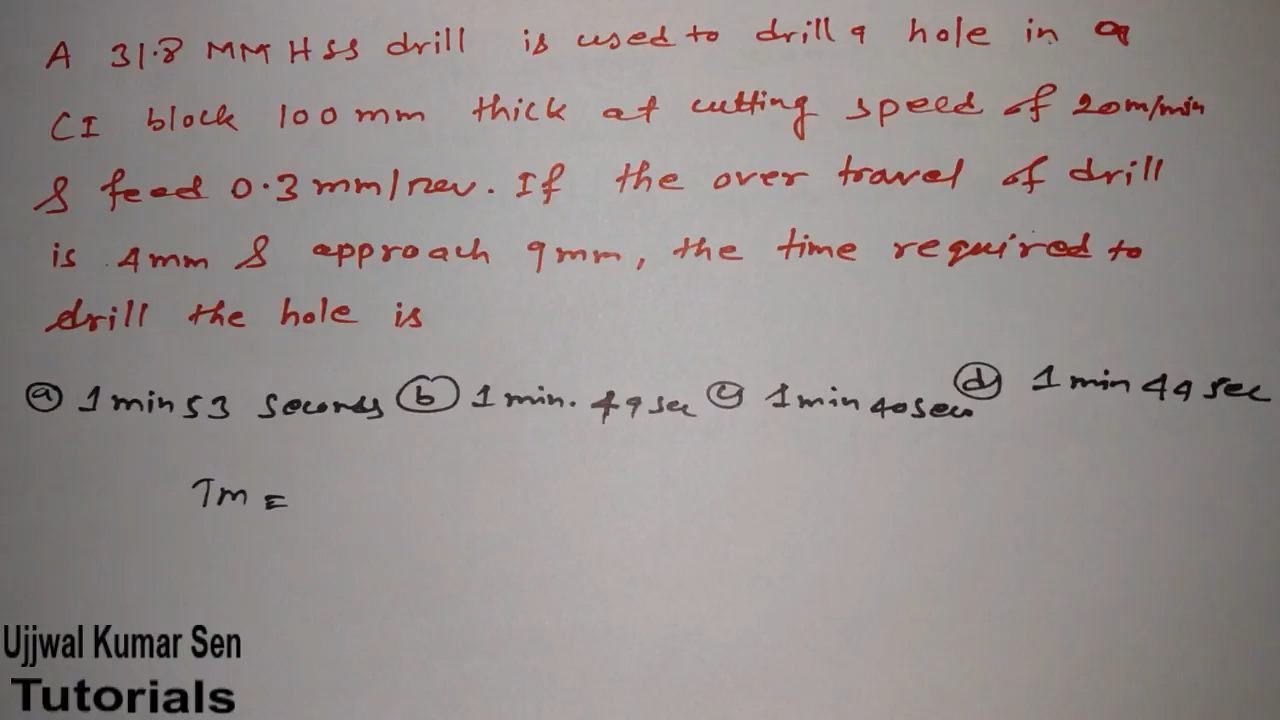 A 31.8 MM HSS drill is used to drill a hole in a
CI block 100 mm thick at cutting speed of 20m/min
& feed 0.3 mm/rev. If the over travel of drill
is 4mm & approach 9mm, the time required to
drill the hole is
(a) 1 min 53 seconds (b) 1 min. 49 sec (c) 1 min 40 sec (d) 1 min 44 sec
Tm =
Ujjwal Kumar Sen
Tutorials